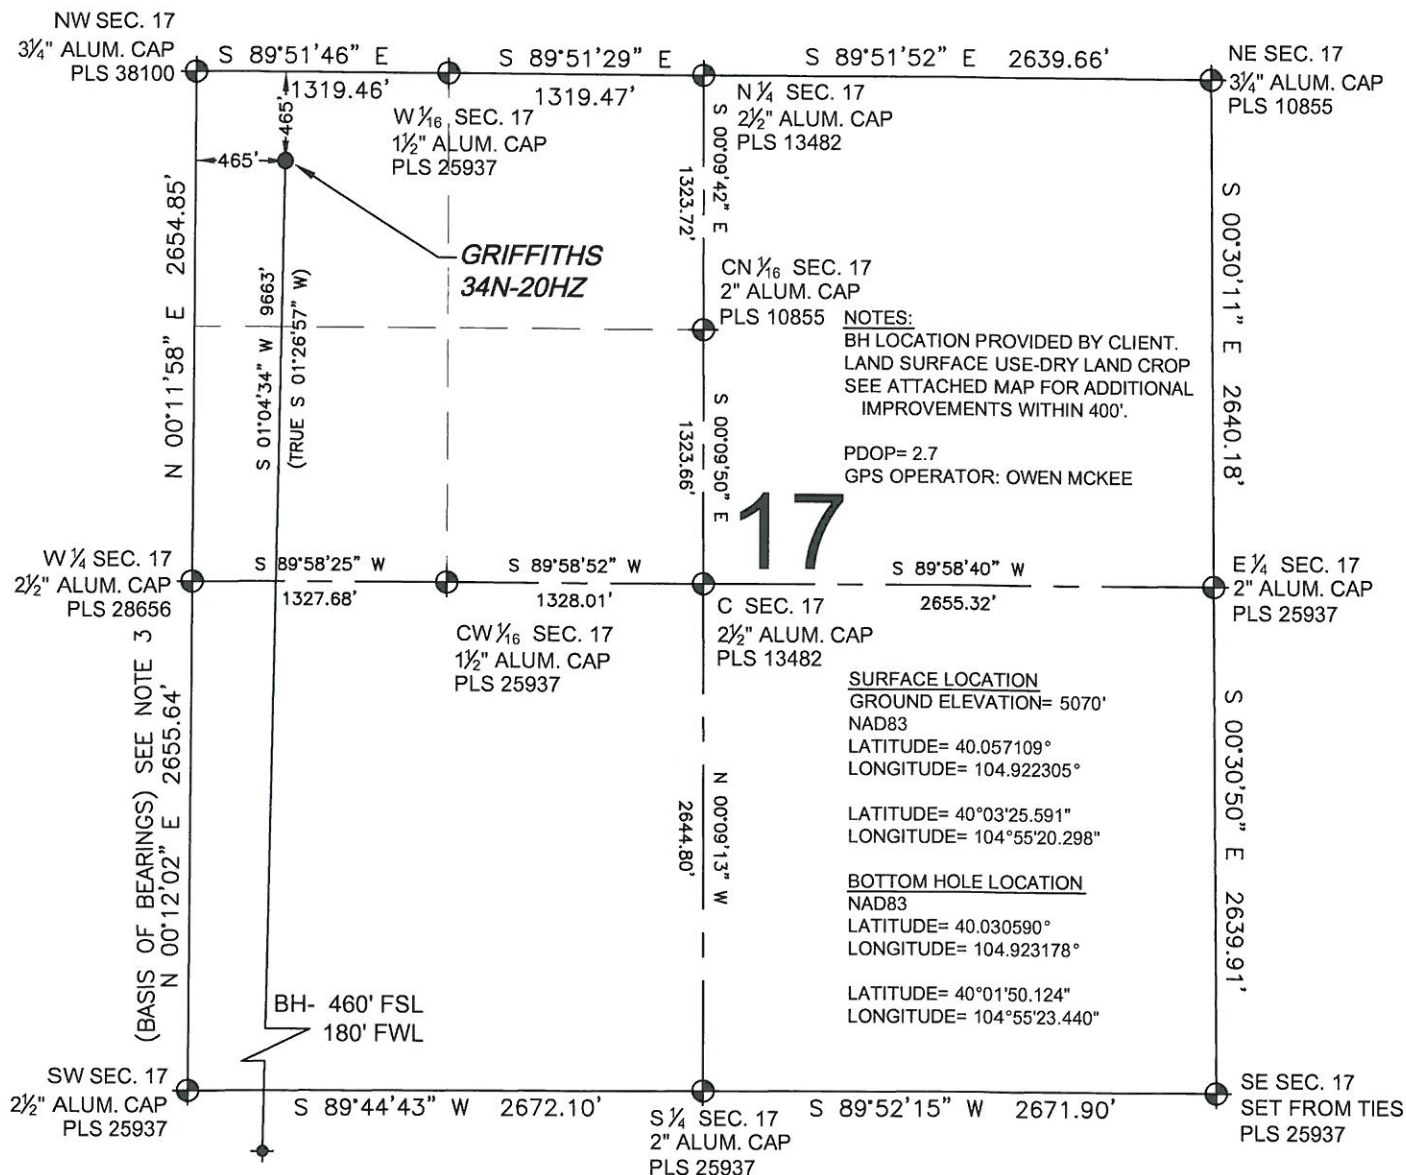 NW SEC. 17
3¼" ALUM. CAP
PLS 38100
S 89°51'46" E
1319.46'
S 89°51'29" E
1319.47'
S 89°51'52" E 2639.66'
NE SEC. 17
3¼" ALUM. CAP
PLS 10855
W 1⁄16 SEC. 17
1½" ALUM. CAP
PLS 25937
N ¼ SEC. 17
2½" ALUM. CAP
PLS 13482
465'
465'
GRIFFITHS
34N-20HZ
N 00°11'58" E 2654.85'
S 01°04'34" W 9663'
(TRUE S 01°26'57" W)
S 00°09'42" E
1323.72'
CN 1⁄16 SEC. 17
2" ALUM. CAP
PLS 10855
S 00°09'50" E
1323.66'
NOTES:
BH LOCATION PROVIDED BY CLIENT.
LAND SURFACE USE-DRY LAND CROP
SEE ATTACHED MAP FOR ADDITIONAL
IMPROVEMENTS WITHIN 400'.
PDOP= 2.7
GPS OPERATOR: OWEN MCKEE
S 00°30'11" E 2640.18'
17
W ¼ SEC. 17
2½" ALUM. CAP
PLS 28656
S 89°58'25" W
1327.68'
S 89°58'52" W
1328.01'
S 89°58'40" W
2655.32'
E ¼ SEC. 17
2" ALUM. CAP
PLS 25937
CW 1⁄16 SEC. 17
1½" ALUM. CAP
PLS 25937
C SEC. 17
2½" ALUM. CAP
PLS 13482
(BASIS OF BEARINGS) SEE NOTE 3
N 00°12'02" E 2655.64'
N 00°09'13" W
2644.80'
SURFACE LOCATION
GROUND ELEVATION= 5070'
NAD83
LATITUDE= 40.057109°
LONGITUDE= 104.922305°
LATITUDE= 40°03'25.591"
LONGITUDE= 104°55'20.298"
BOTTOM HOLE LOCATION
NAD83
LATITUDE= 40.030590°
LONGITUDE= 104.923178°
LATITUDE= 40°01'50.124"
LONGITUDE= 104°55'23.440"
S 00°30'50" E 2639.91'
BH- 460' FSL
180' FWL
SW SEC. 17
2½" ALUM. CAP
PLS 25937
S 89°44'43" W 2672.10'
S ¼ SEC. 17
2" ALUM. CAP
PLS 25937
S 89°52'15" W 2671.90'
SE SEC. 17
SET FROM TIES
PLS 25937